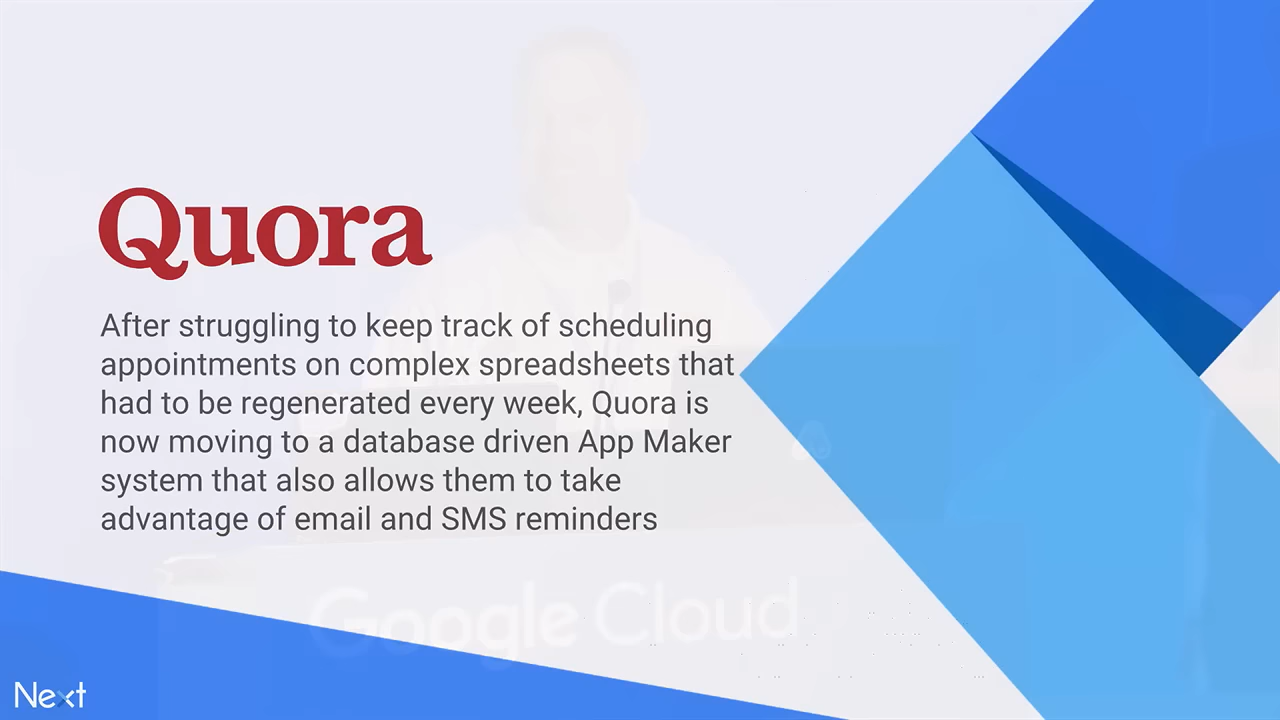 Quora
After struggling to keep track of scheduling
appointments on complex spreadsheets that
had to be regenerated every week, Quora is
now moving to a database driven App Maker
system that also allows them to take
advantage of email and SMS reminders
Google Cloud
Next